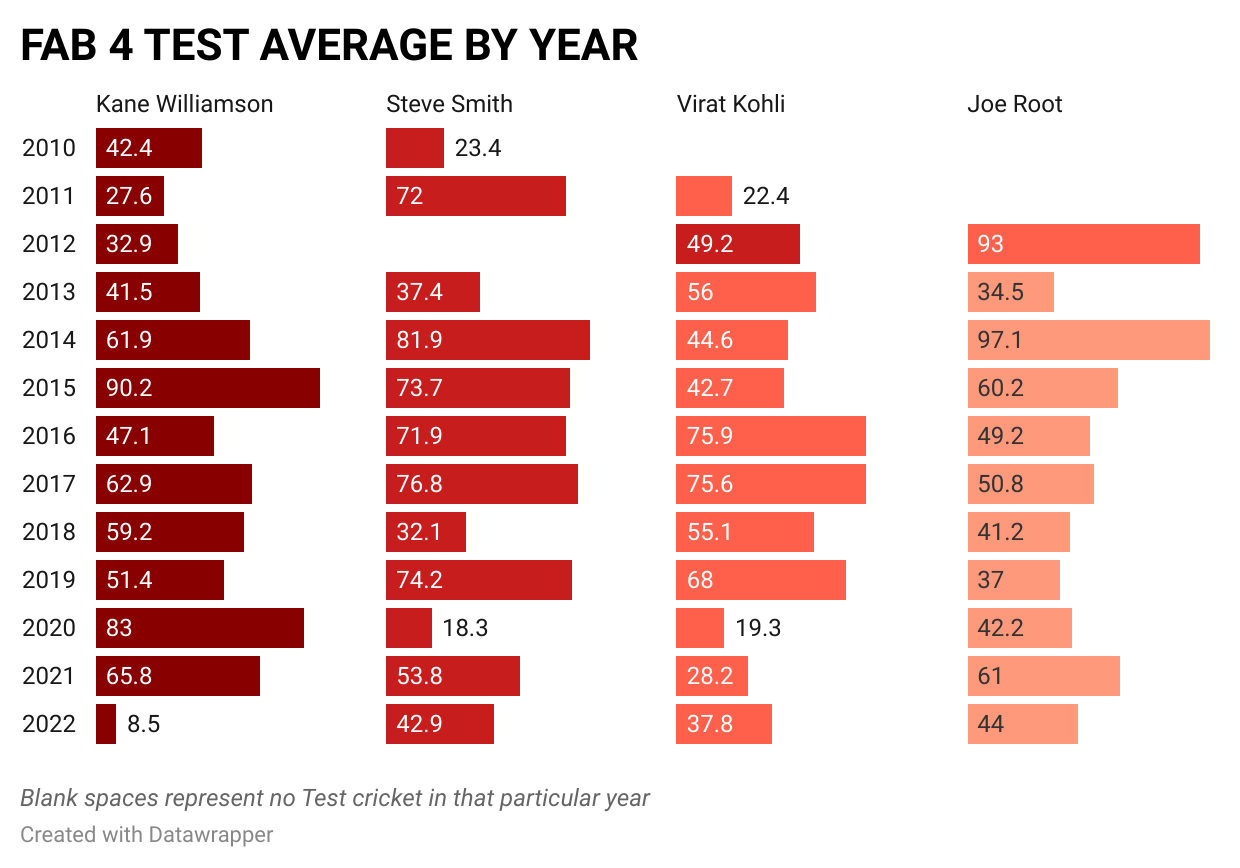 FAB 4 TEST AVERAGE BY YEAR
Kane Williamson Steve Smith Virat Kohli Joe Root
2010 42.4 23.4
2011 27.6 72 22.4
2012 32.9 49.2 93
2013 41.5 37.4 56 34.5
2014 61.9 81.9 44.6 97.1
2015 90.2 73.7 42.7 60.2
2016 47.1 71.9 75.9 49.2
2017 62.9 76.8 75.6 50.8
2018 59.2 32.1 55.1 41.2
2019 51.4 74.2 68 37
2020 83 18.3 19.3 42.2
2021 65.8 53.8 28.2 61
2022 8.5 42.9 37.8 44
Blank spaces represent no Test cricket in that particular year
Created with Datawrapper